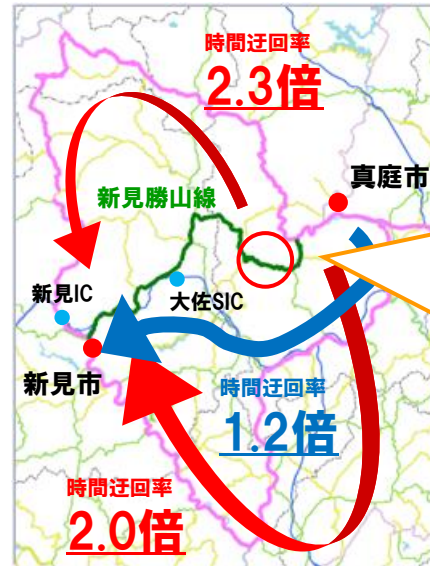 時間迂回率
2.3倍
真庭市
新見勝山線
新見IC
大佐SIC
新見市
時間迂回率
1.2倍
時間迂回率
2.0倍